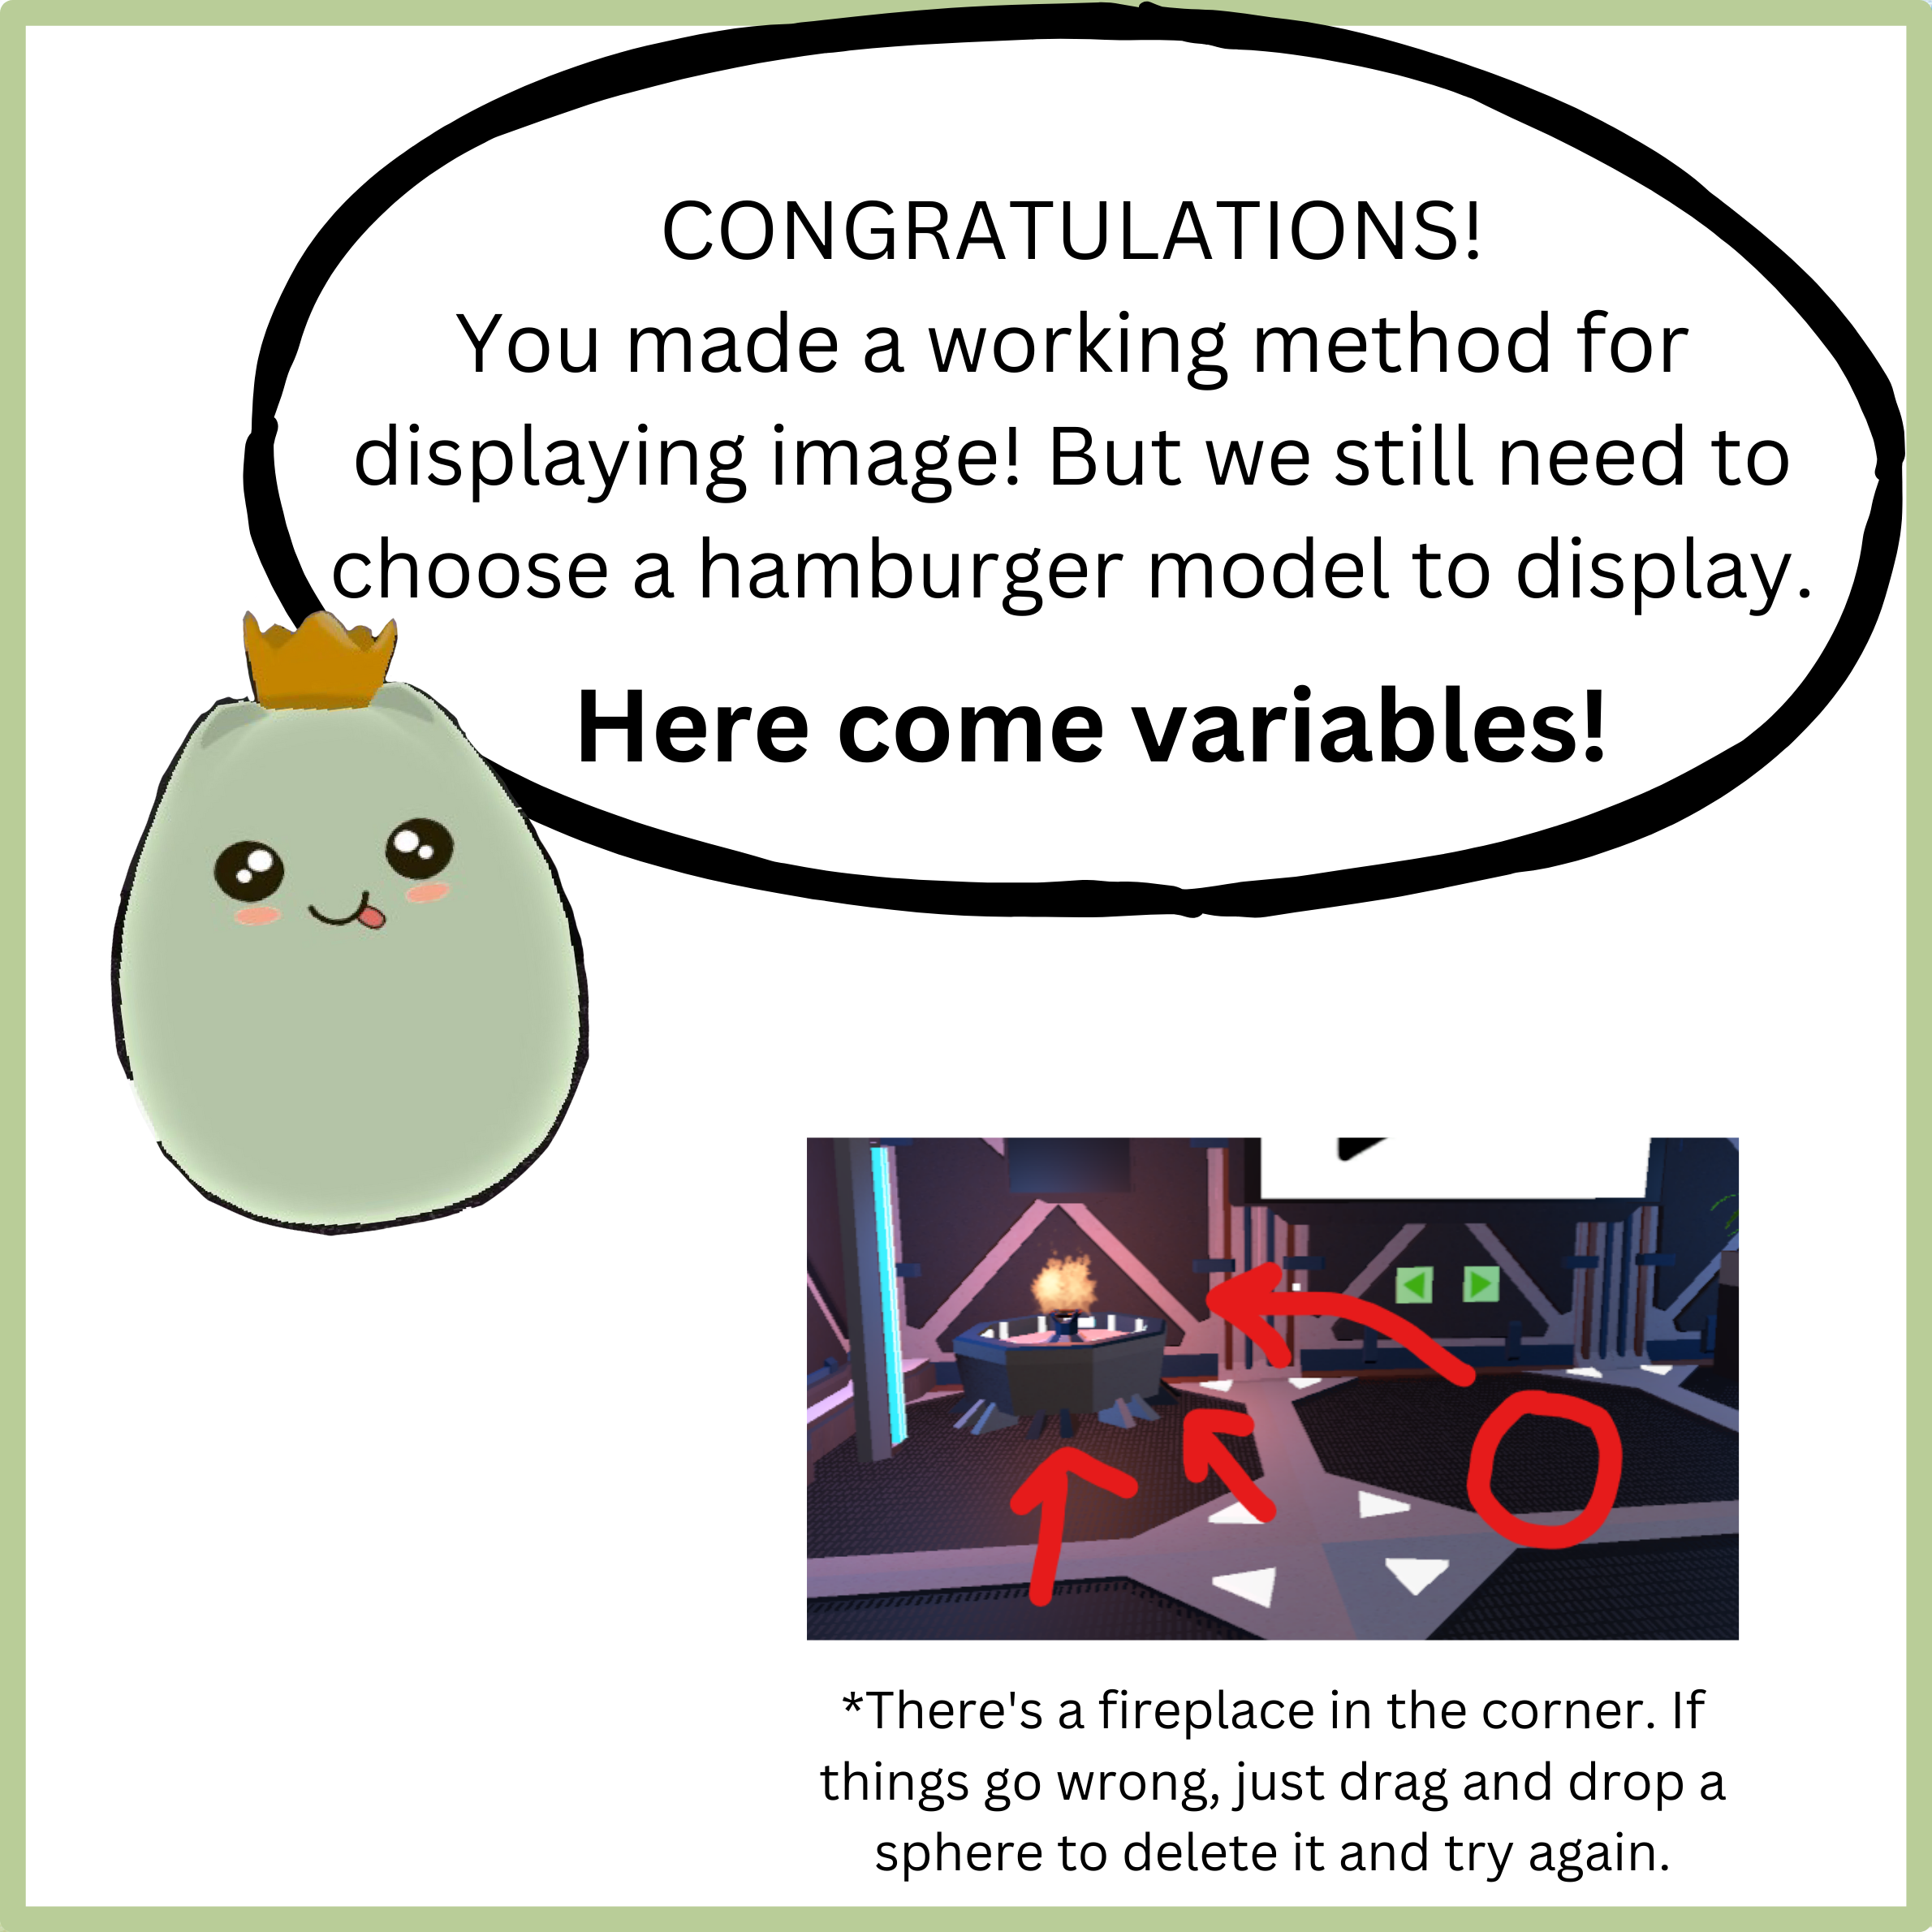 CONGRATULATIONS!
You made a working method for
displaying image! But we still need to
choose a hamburger model to display.
Here come variables!
*There's a fireplace in the corner. If
things go wrong, just drag and drop a
sphere to delete it and try again.